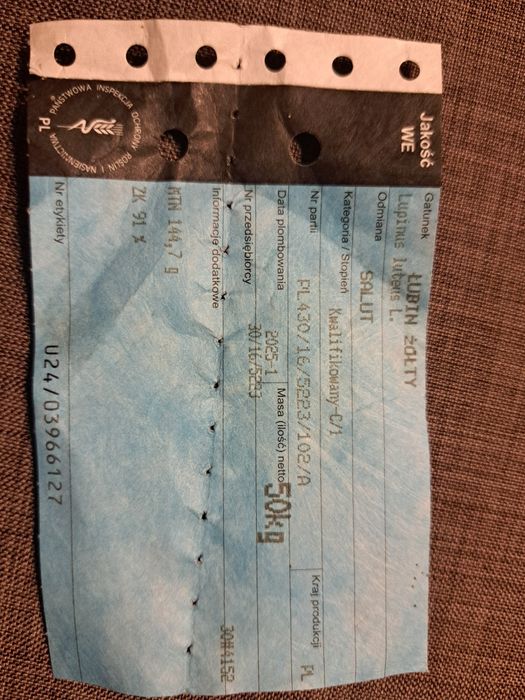 Jakość
WE
PAŃSTWOWA INSPEKCJA OCHRONY ROŚLIN I NASIENNICTWA
PL
Gatunek
ŁUBIN ŻÓŁTY
Lupinus luteus L.
Odmiana
SALUT
Kategoria / Stopień
Kwalifikowany-C/1
Nr partii
Kraj produkcji
PL430/16/5223/102/A
PL
Data plombowania
Masa (ilość) netto
2025-1
50kg
Nr przedsiębiorcy
30/16/5223
Informacje dodatkowe
30#4152
MTN 144,7 g
ZK 91 %
Nr etykiety
U24/03966127